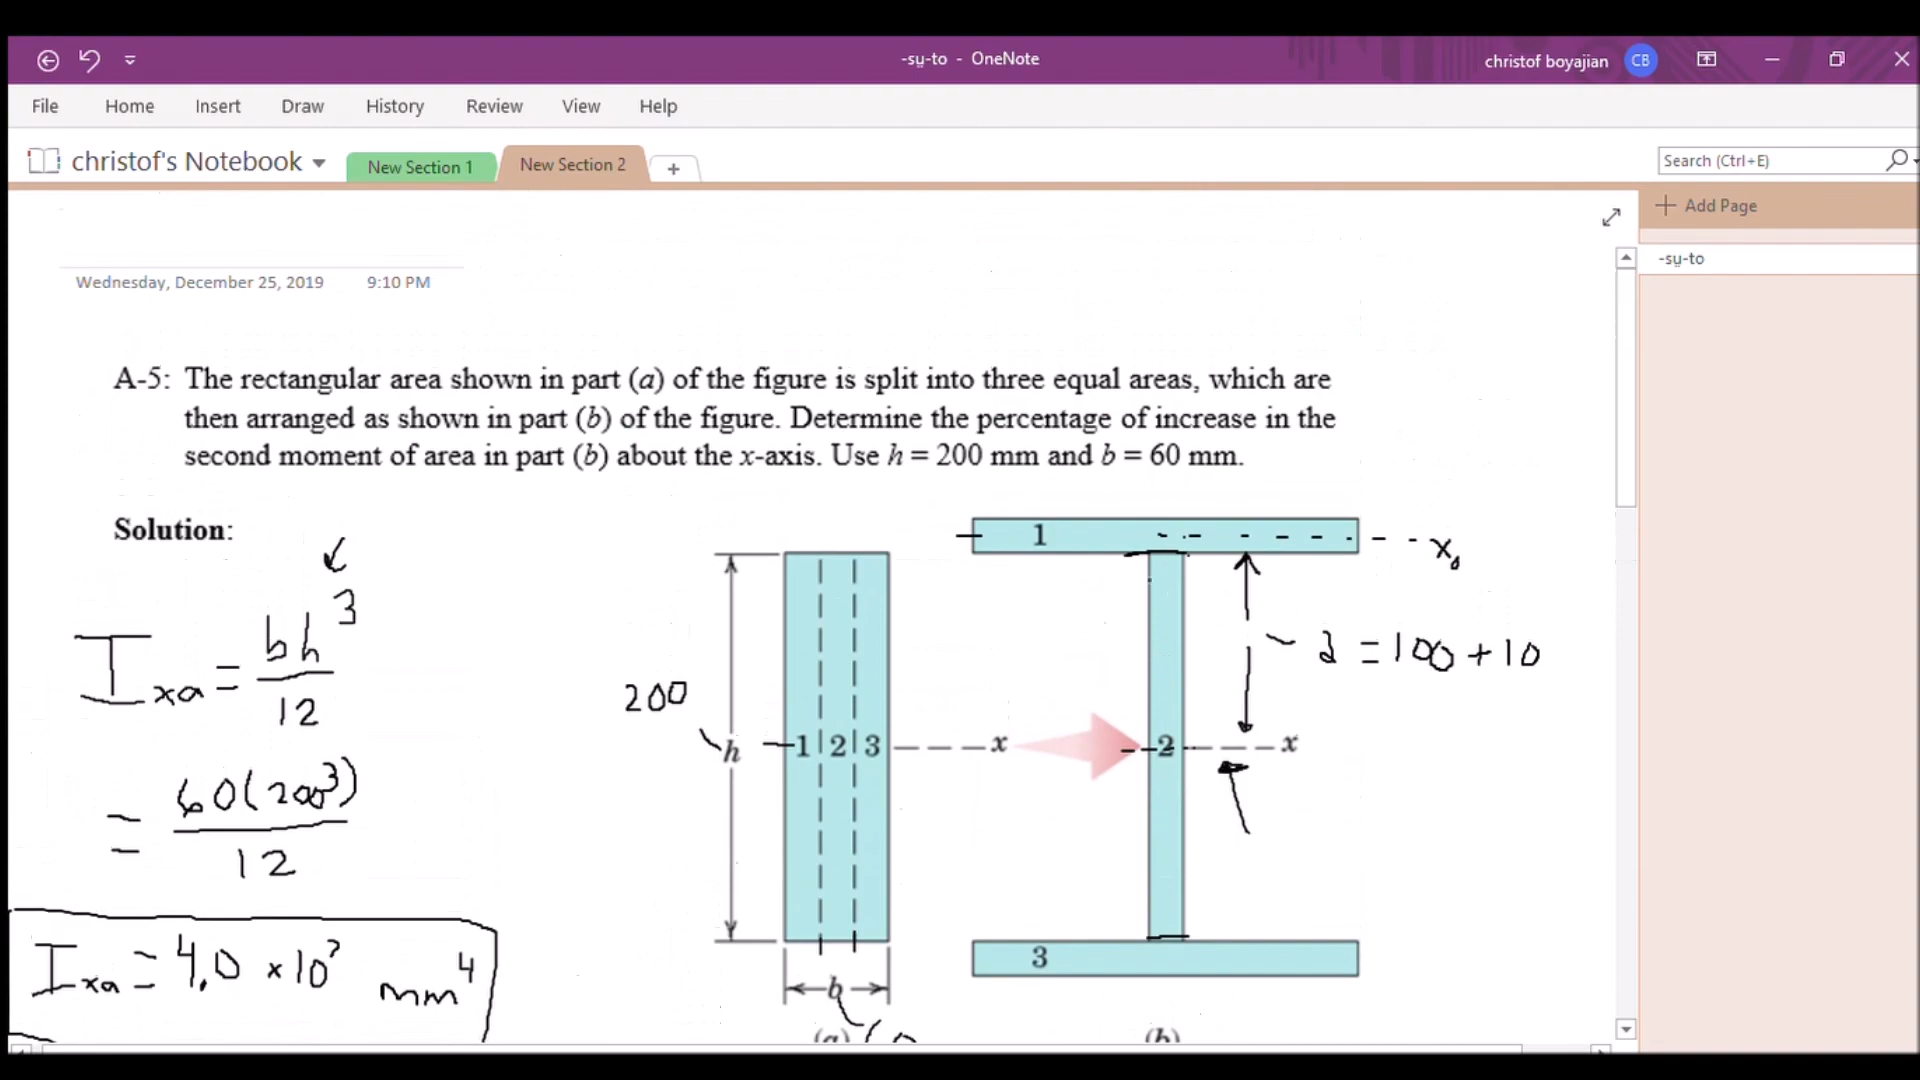 -sų-to - OneNote
christof boyajian CB
File Home Insert Draw History Review View Help
christof's Notebook New Section 1 New Section 2 +
Search (Ctrl+E)
Add Page
-sų-to
Wednesday, December 25, 2019 9:10 PM
A-5: The rectangular area shown in part (a) of the figure is split into three equal areas, which are
then arranged as shown in part (b) of the figure. Determine the percentage of increase in the
second moment of area in part (b) about the x-axis. Use h = 200 mm and b = 60 mm.
Solution:
I xa = bh³
12
= 60(200³)
12
I xa = 4.0 × 10⁷ mm⁴
200
h
1 2 3 x
b
(a)
1
x₀
= 100 + 10
2 x
3
(b)